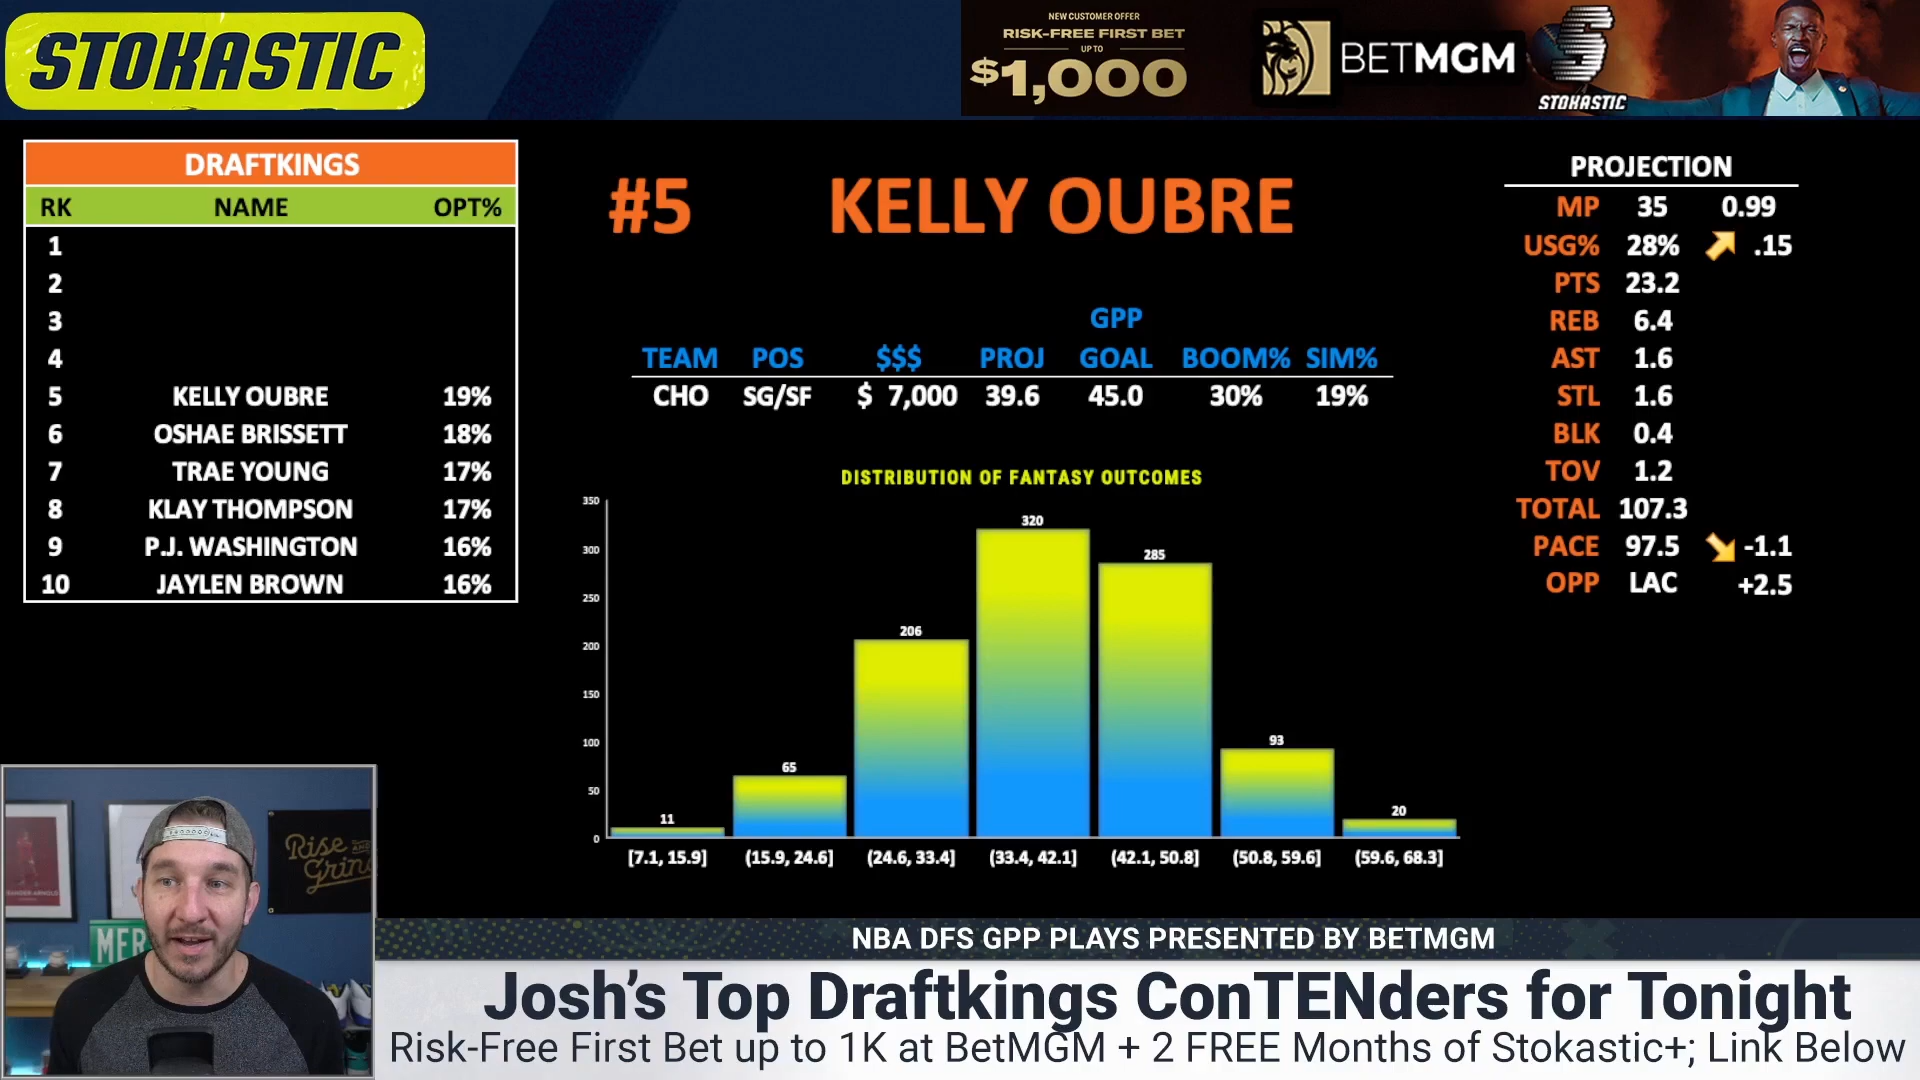 STOKASTIC
NEW CUSTOMER OFFER
RISK-FREE FIRST BET
UP TO
$1,000
BETMGM
STOKASTIC
DRAFTKINGS
RK NAME OPT%
1
2
3
4
5 KELLY OUBRE 19%
6 OSHAE BRISSETT 18%
7 TRAE YOUNG 17%
8 KLAY THOMPSON 17%
9 P.J. WASHINGTON 16%
10 JAYLEN BROWN 16%
#5 KELLY OUBRE
GPP
TEAM POS $$$ PROJ GOAL BOOM% SIM%
CHO SG/SF $ 7,000 39.6 45.0 30% 19%
PROJECTION
MP 35 0.99
USG% 28% .15
PTS 23.2
REB 6.4
AST 1.6
STL 1.6
BLK 0.4
TOV 1.2
TOTAL 107.3
PACE 97.5 -1.1
OPP LAC +2.5
DISTRIBUTION OF FANTASY OUTCOMES
350
300
250
200
150
100
50
0
11 65 206 320 285 93 20
[7.1, 15.9] (15.9, 24.6] (24.6, 33.4] (33.4, 42.1] (42.1, 50.8] (50.8, 59.6] (59.6, 68.3]
Rise AND
Grin
MER
NBA DFS GPP PLAYS PRESENTED BY BETMGM
Josh's Top Draftkings ConTENders for Tonight
Risk-Free First Bet up to 1K at BetMGM + 2 FREE Months of Stokastic+; Link Below